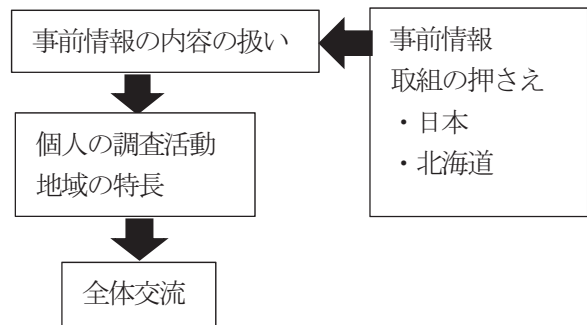 事前情報の内容の扱い
事前情報
取組の押さえ
・日本
・北海道
個人の調査活動
地域の特長
全体交流